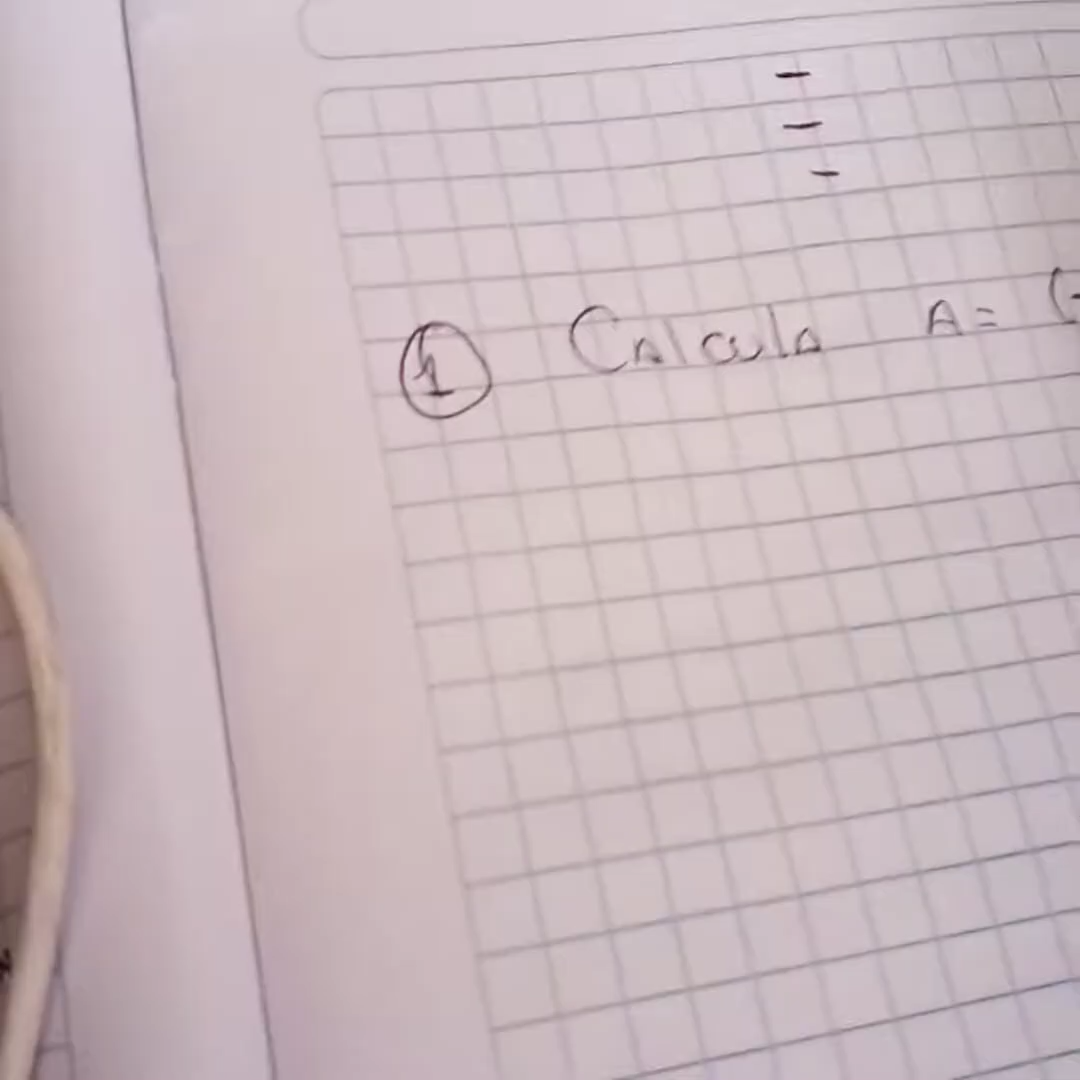 -
-
-
① Calcula A= (-